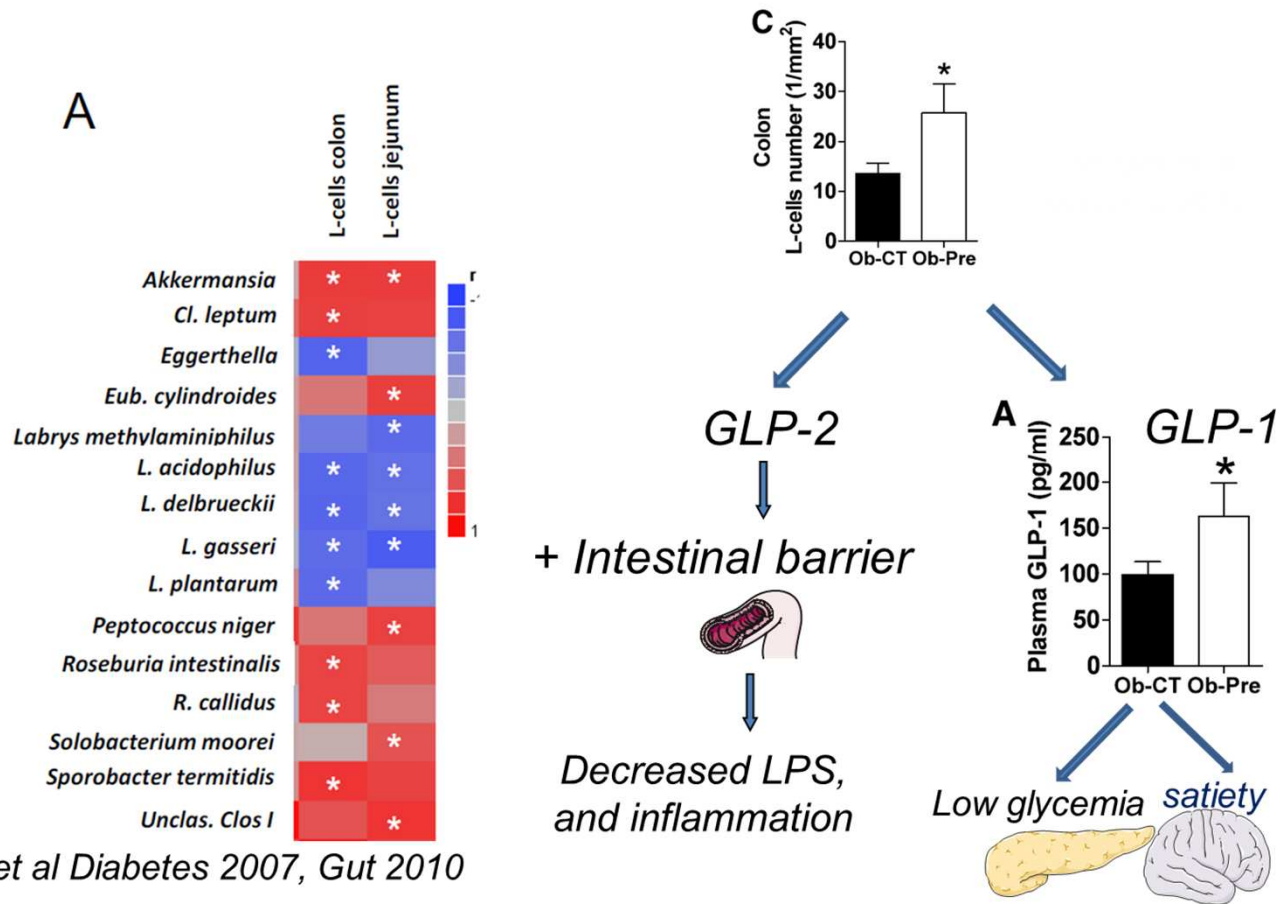 A
L-cells colon
L-cells jejunum
Akkermansia *  *
Cl. leptum *
Eggerthella *
Eub. cylindroides *
Labrys methylaminiphilus *
L. acidophilus *  *
L. delbrueckii *  *
L. gasseri *  *
L. plantarum *
Peptococcus niger *
Roseburia intestinalis *
R. callidus *
Solobacterium moorei *
Sporobacter termitidis *
Unclas. Clos I *
r
1
et al Diabetes 2007, Gut 2010
C
Colon
L-cells number (1/mm²)
40
30
20
10
0
*
Ob-CT Ob-Pre
GLP-2
+ Intestinal barrier
Decreased LPS,
and inflammation
A
GLP-1
Plasma GLP-1 (pg/ml)
250
200
150
100
50
0
*
Ob-CT Ob-Pre
Low glycemia
satiety